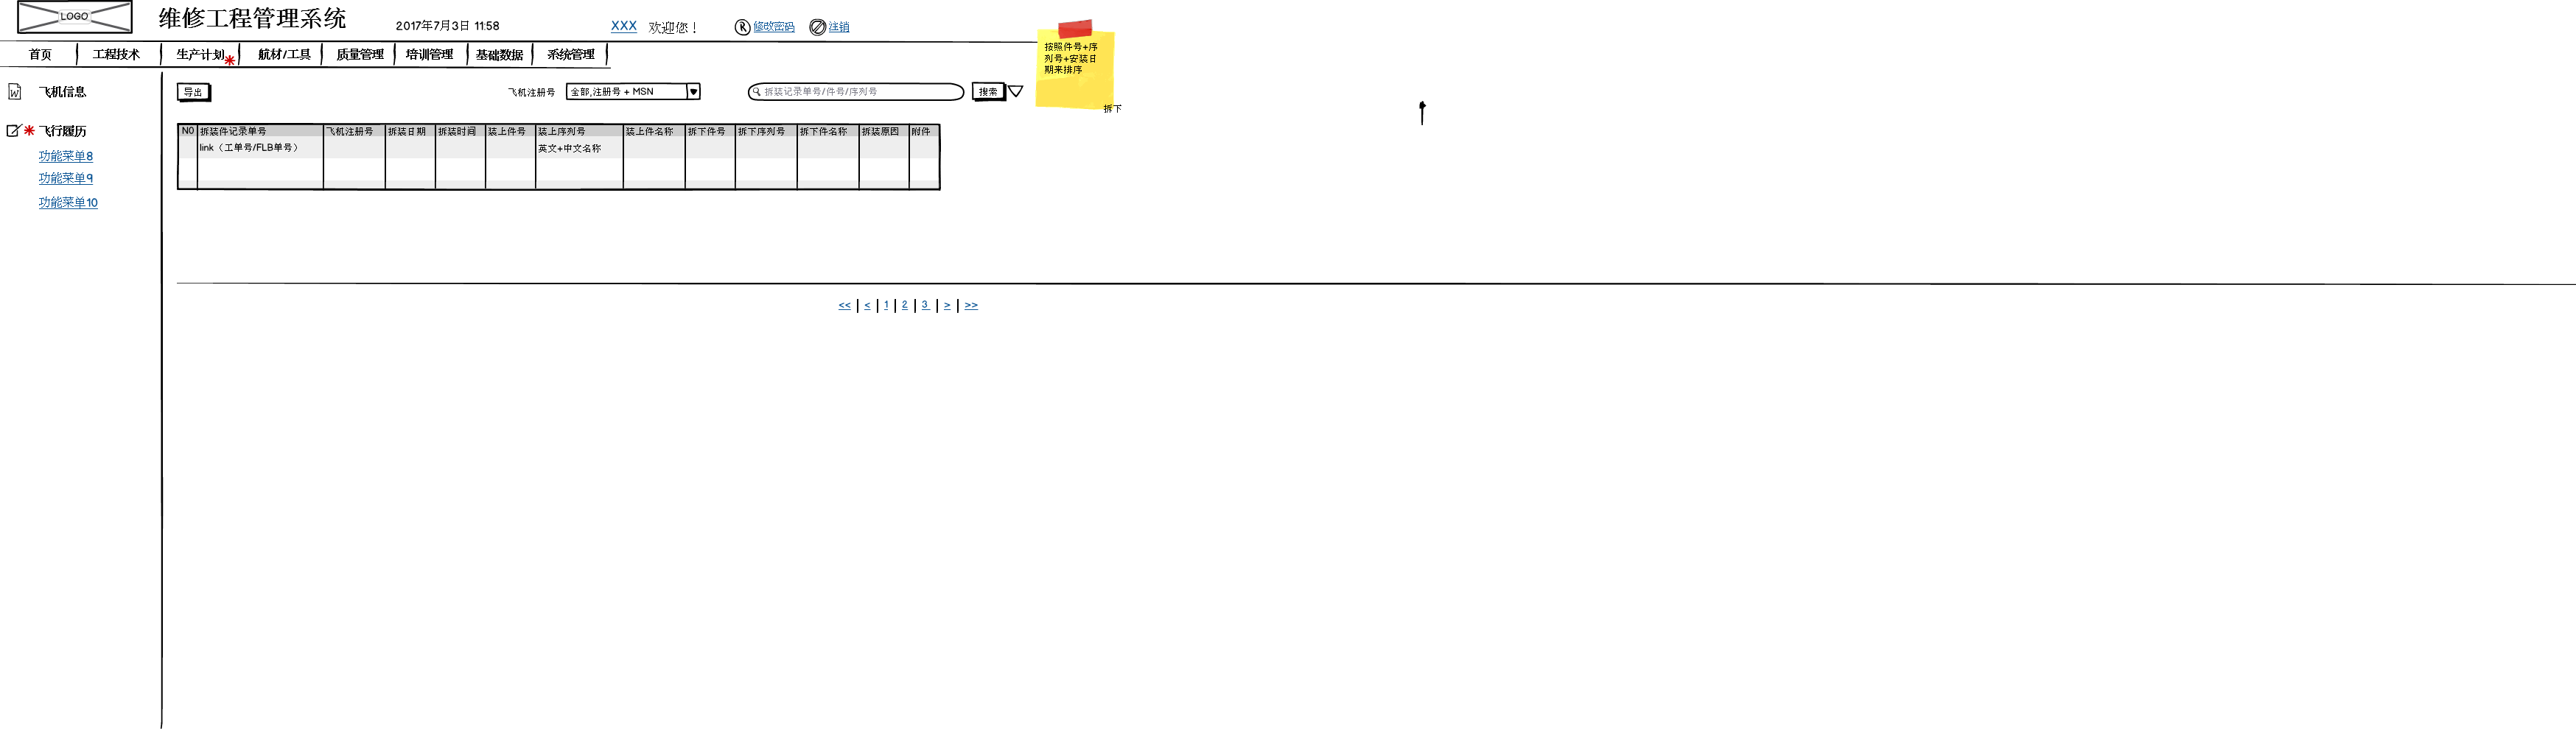 LOGO
维修工程管理系统
2017年7月3日 11:58
XXX 欢迎您！
修改密码
注销
首页
工程技术
生产计划
航材/工具
质量管理
培训管理
基础数据
系统管理
按照件号+序
列号+安装日
期来排序
拆下
飞机信息
飞行履历
功能菜单8
功能菜单9
功能菜单10
导出
飞机注册号
全部,注册号 + MSN
拆装记录单号/件号/序列号
搜索
NO 拆装件记录单号 飞机注册号 拆装日期 拆装时间 装上件号 装上序列号 装上件名称 拆下件号 拆下序列号 拆下件名称 拆装原因 附件
link（工单号/FLB单号） 英文+中文名称
<< | < | 1 | 2 | 3 | > | >>